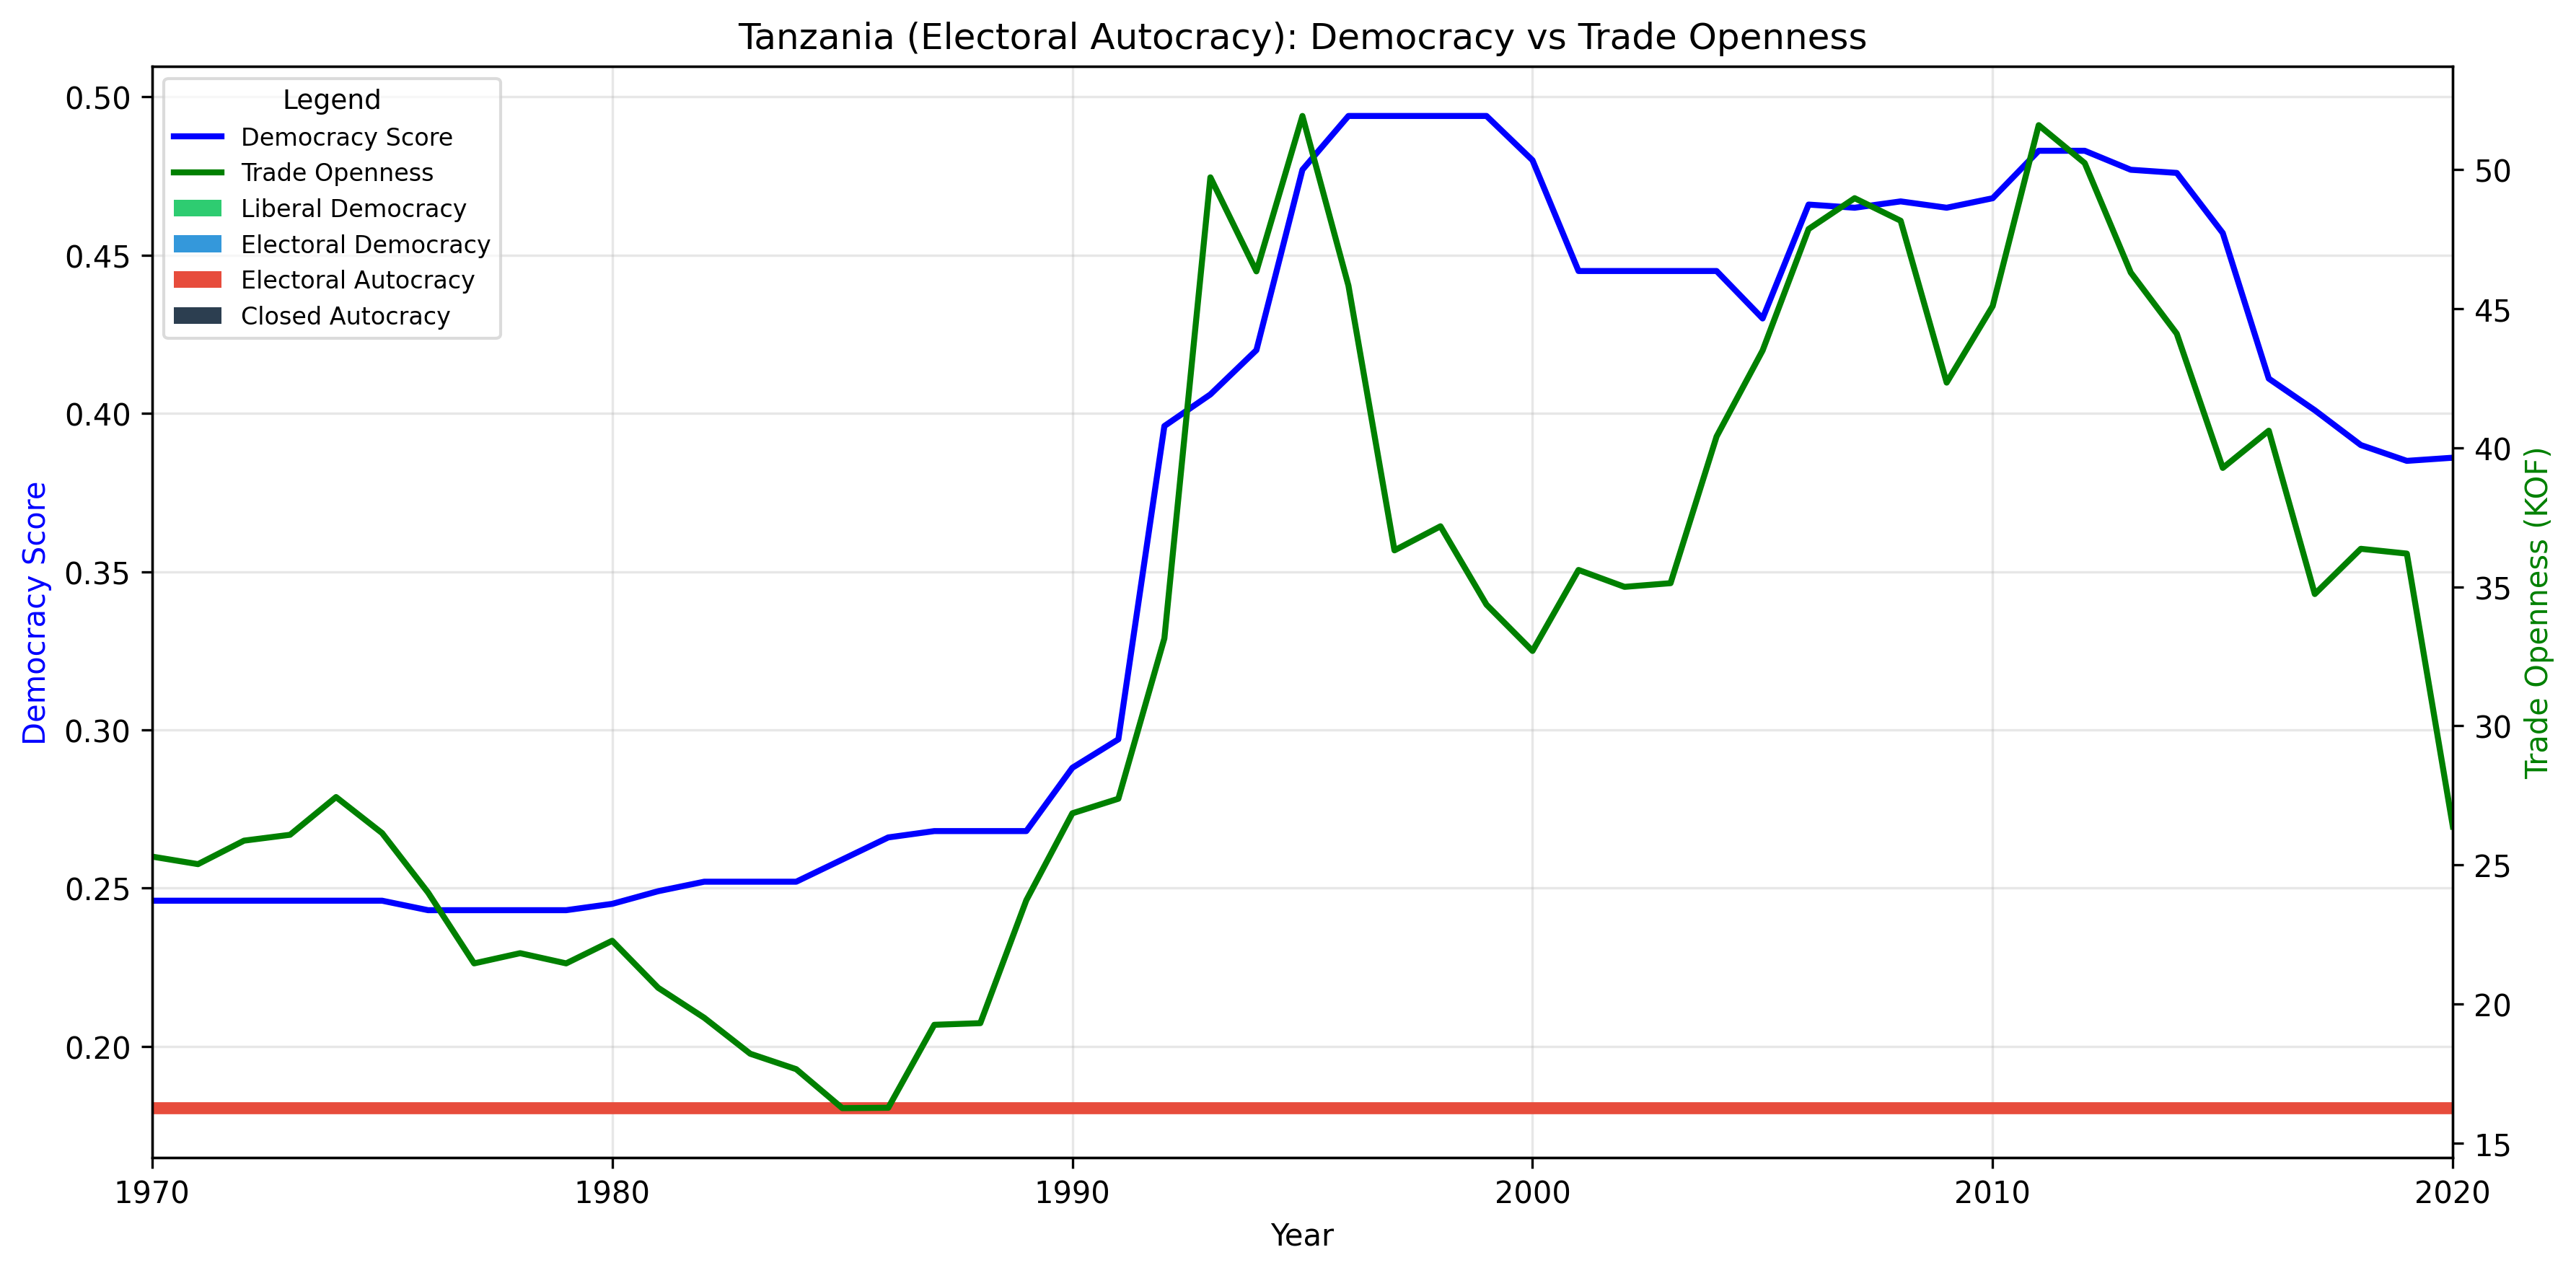 Tanzania (Electoral Autocracy): Democracy vs Trade Openness
Legend
Democracy Score
Trade Openness
Liberal Democracy
Electoral Democracy
Electoral Autocracy
Closed Autocracy
Democracy Score
0.50
0.45
0.40
0.35
0.30
0.25
0.20
50
45
40
35
30
25
20
15
Trade Openness (KOF)
1970
1980
1990
2000
2010
2020
Year